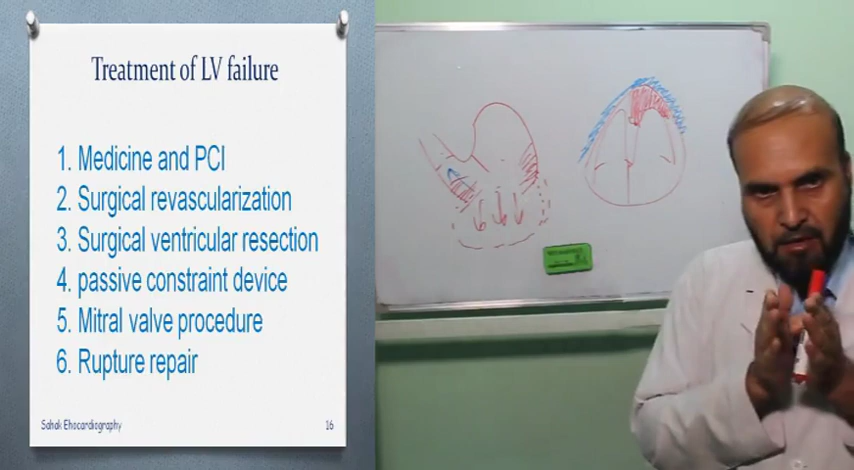 Treatment of LV failure
1. Medicine and PCI
2. Surgical revascularization
3. Surgical ventricular resection
4. passive constraint device
5. Mitral valve procedure
6. Rupture repair
Sahak Ehocardiography
16